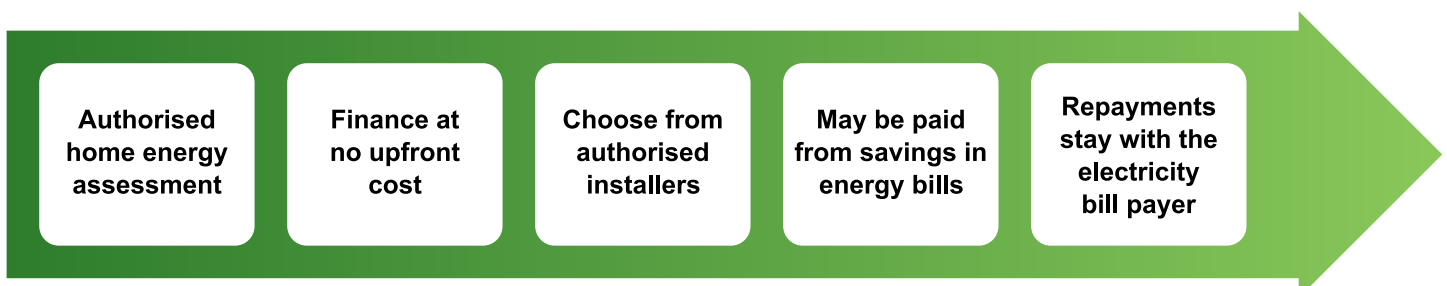 Authorised
home energy
assessment
Finance at
no upfront
cost
Choose from
authorised
installers
May be paid
from savings in
energy bills
Repayments
stay with the
electricity
bill payer